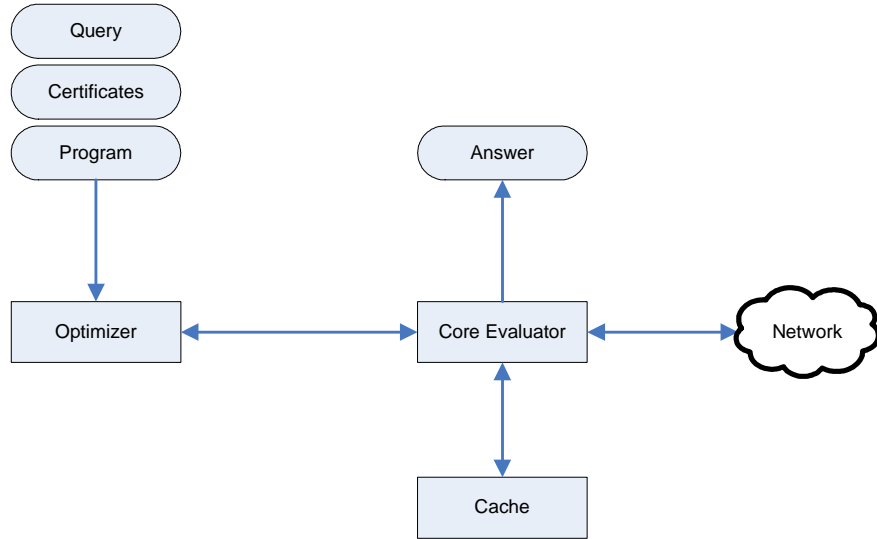 Query
Certificates
Program
Answer
Optimizer
Core Evaluator
Network
Cache